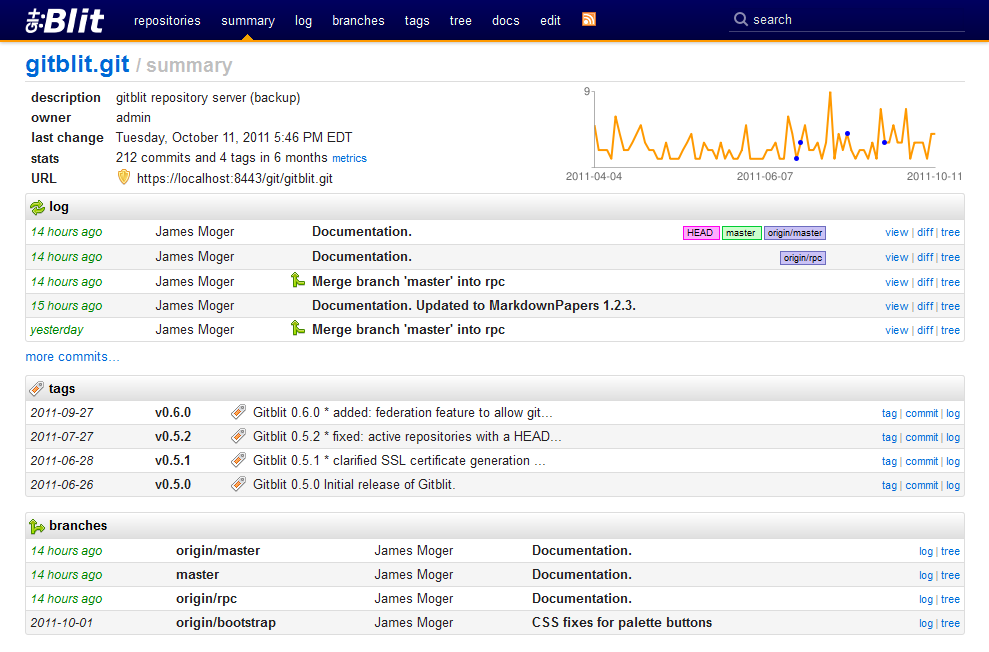 git:Blit repositories summary log branches tags tree docs edit search
gitblit.git / summary
description gitblit repository server (backup)
owner admin
last change Tuesday, October 11, 2011 5:46 PM EDT
stats 212 commits and 4 tags in 6 months metrics
URL https://localhost:8443/git/gitblit.git
9
2011-04-04 2011-06-07 2011-10-11
log
14 hours ago James Moger Documentation. HEAD master origin/master view | diff | tree
14 hours ago James Moger Documentation. origin/rpc view | diff | tree
14 hours ago James Moger Merge branch 'master' into rpc view | diff | tree
15 hours ago James Moger Documentation. Updated to MarkdownPapers 1.2.3. view | diff | tree
yesterday James Moger Merge branch 'master' into rpc view | diff | tree
more commits...
tags
2011-09-27 v0.6.0 Gitblit 0.6.0 * added: federation feature to allow git... tag | commit | log
2011-07-27 v0.5.2 Gitblit 0.5.2 * fixed: active repositories with a HEAD... tag | commit | log
2011-06-28 v0.5.1 Gitblit 0.5.1 * clarified SSL certificate generation ... tag | commit | log
2011-06-26 v0.5.0 Gitblit 0.5.0 Initial release of Gitblit. tag | commit | log
branches
14 hours ago origin/master James Moger Documentation. log | tree
14 hours ago master James Moger Documentation. log | tree
14 hours ago origin/rpc James Moger Documentation. log | tree
2011-10-01 origin/bootstrap James Moger CSS fixes for palette buttons log | tree